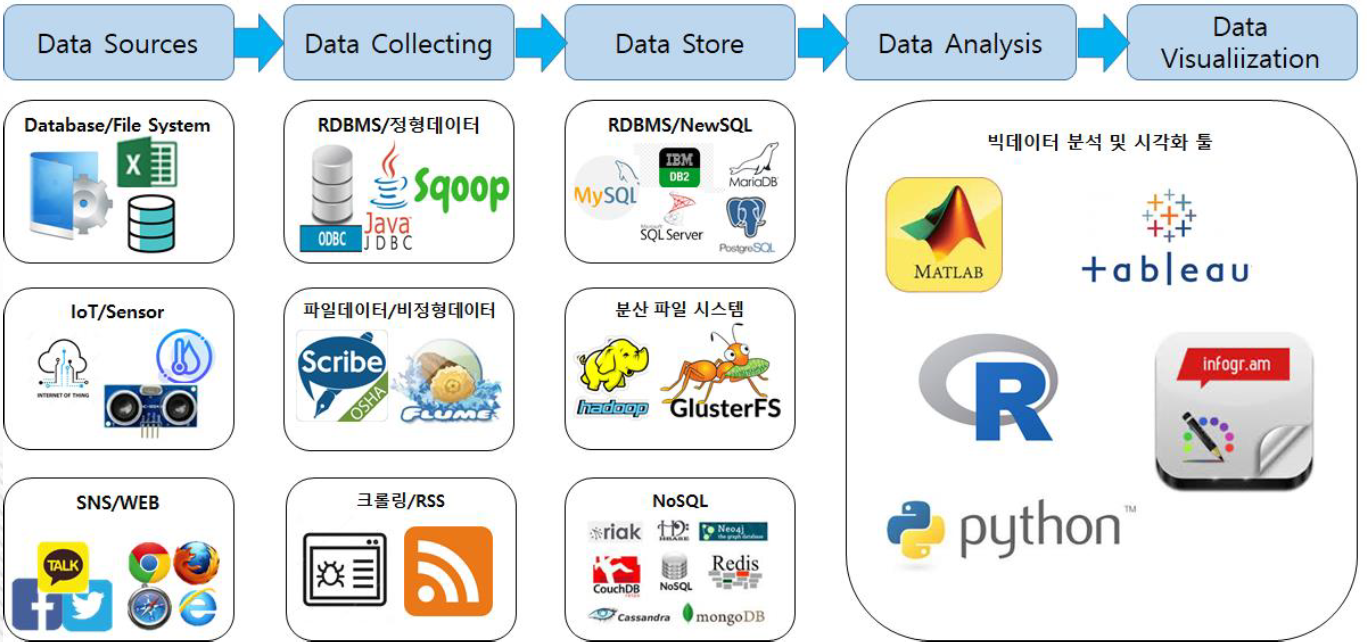 Data Sources
Data Collecting
Data Store
Data Analysis
Data
Visualiization
Database/File System
X
RDBMS/정형데이터
Sqoop
ODBC
Java
JDBC
RDBMS/NewSQL
MySQL
IBM
DB2
MariaDB
Microsoft
SQL Server
PostgreSQL
빅데이터 분석 및 시각화 툴
MATLAB
+ableau
R
infogr.am
python™
IoT/Sensor
INTERNET OF THING
파일데이터/비정형데이터
Scribe
OSHA
FLUME
분산 파일 시스템
hadoop
GlusterFS
SNS/WEB
TALK
f
크롤링/RSS
NoSQL
riak
HBASE
Neo4j
the graph database
CouchDB
relax
NoSQL
Redis
Cassandra
mongoDB